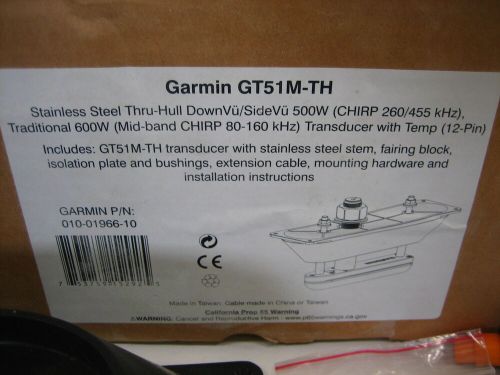 Garmin GT51M-TH
Stainless Steel Thru-Hull DownVü/SideVü 500W (CHIRP 260/455 kHz),
Traditional 600W (Mid-band CHIRP 80-160 kHz) Transducer with Temp (12-Pin)
Includes: GT51M-TH transducer with stainless steel stem, fairing block,
isolation plate and bushings, extension cable, mounting hardware and
installation instructions
GARMIN P/N:
010-01966-10
CE
Made in Taiwan. Cable made in China or Taiwan
California Prop 65 Warning
⚠WARNING: Cancer and Reproductive Harm - www.p65warnings.ca.gov